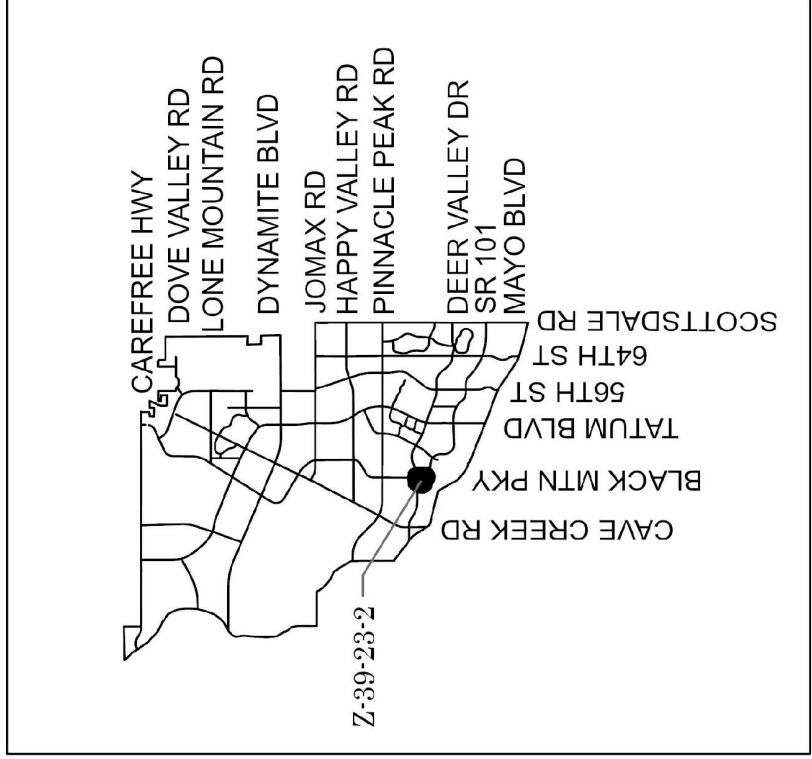 CAREFREE HWY
DOVE VALLEY RD
LONE MOUNTAIN RD
DYNAMITE BLVD
JOMAX RD
HAPPY VALLEY RD
PINNACLE PEAK RD
DEER VALLEY DR
SR 101
MAYO BLVD
SCOTTSDALE RD
64TH ST
56TH ST
TATUM BLVD
BLACK MTN PKY
CAVE CREEK RD
Z-39-23-2